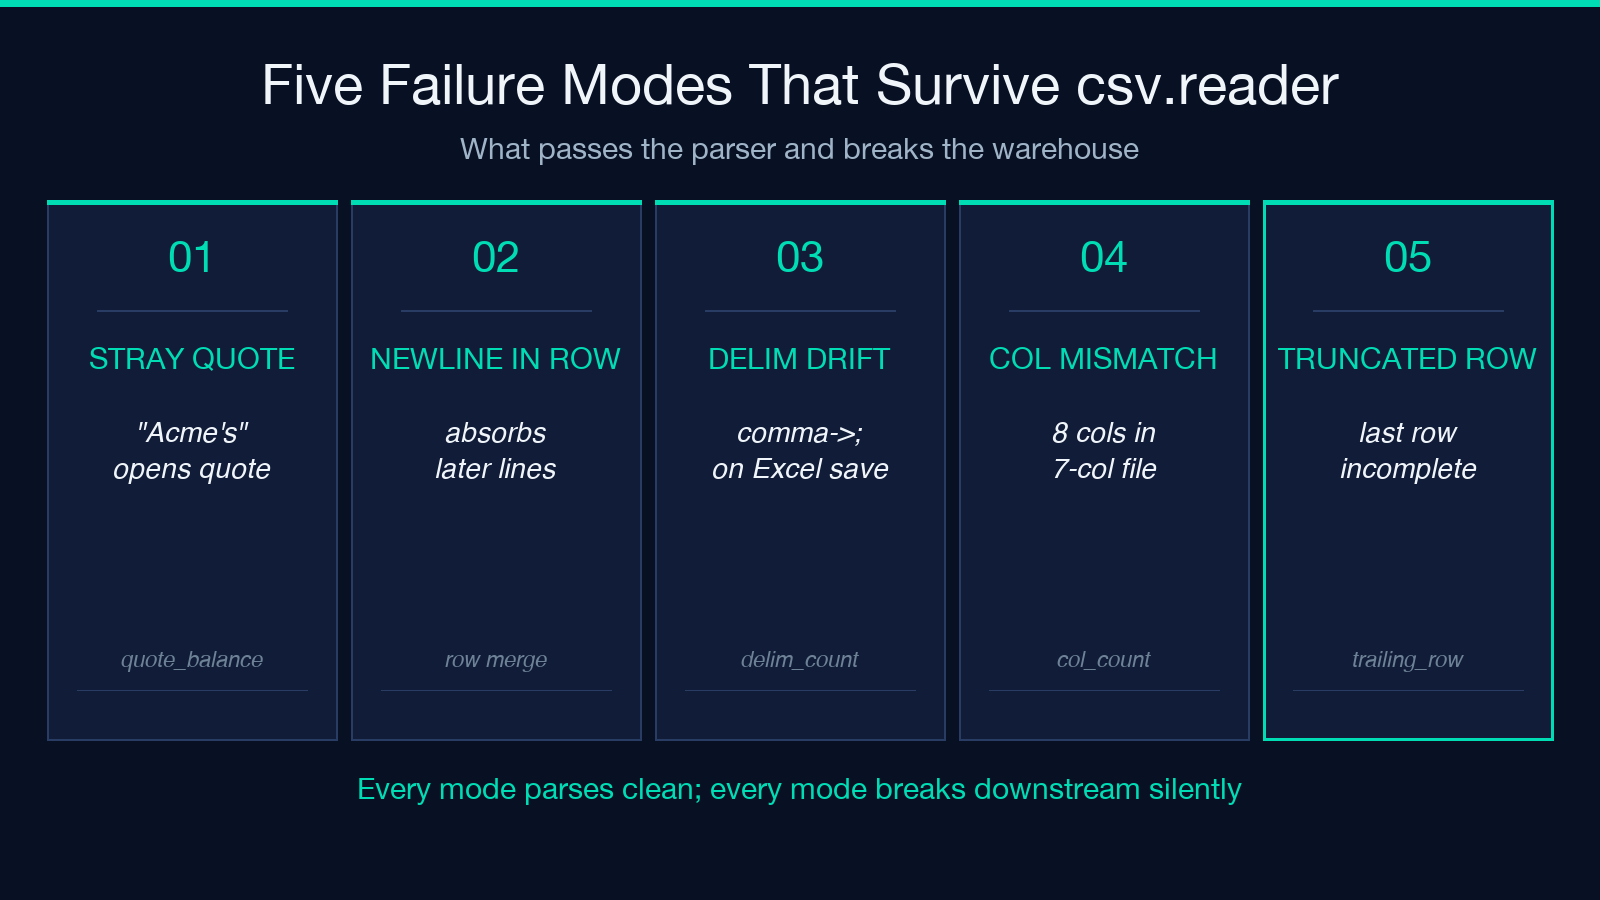 Five Failure Modes That Survive csv.reader
What passes the parser and breaks the warehouse
01
STRAY QUOTE
"Acme's"
opens quote
quote_balance
02
NEWLINE IN ROW
absorbs
later lines
row merge
03
DELIM DRIFT
comma->;
on Excel save
delim_count
04
COL MISMATCH
8 cols in
7-col file
col_count
05
TRUNCATED ROW
last row
incomplete
trailing_row
Every mode parses clean; every mode breaks downstream silently